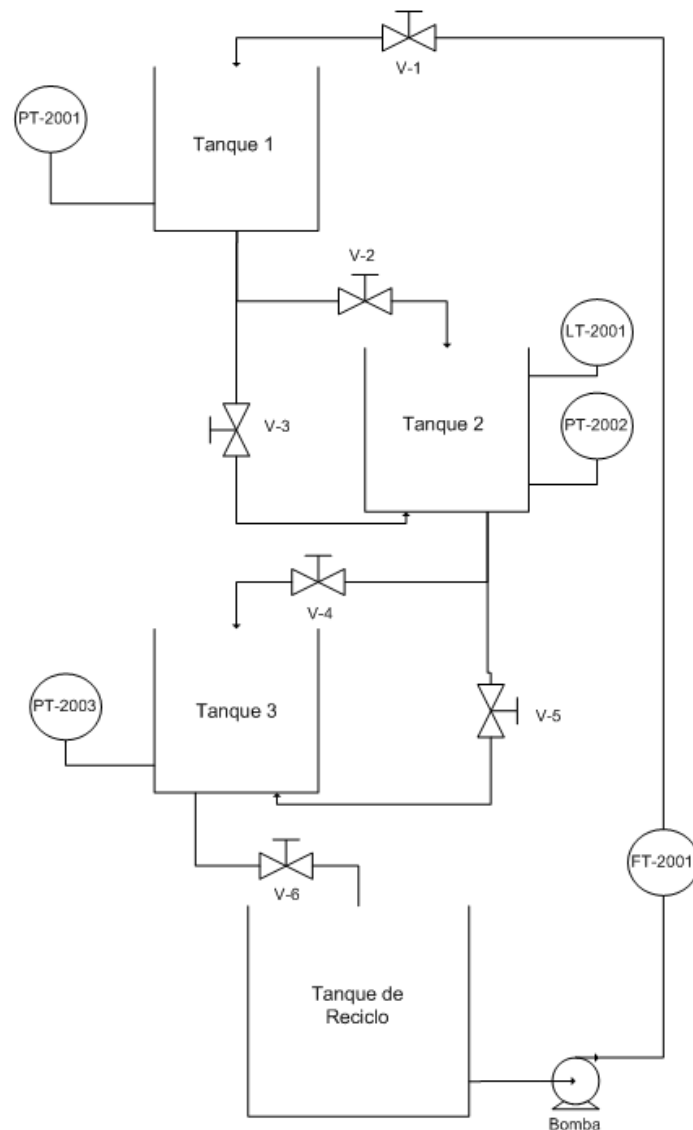 V-1
PT-2001
Tanque 1
V-2
LT-2001
V-3
Tanque 2
PT-2002
V-4
PT-2003
Tanque 3
V-5
FT-2001
V-6
Tanque de
Reciclo
Bomba